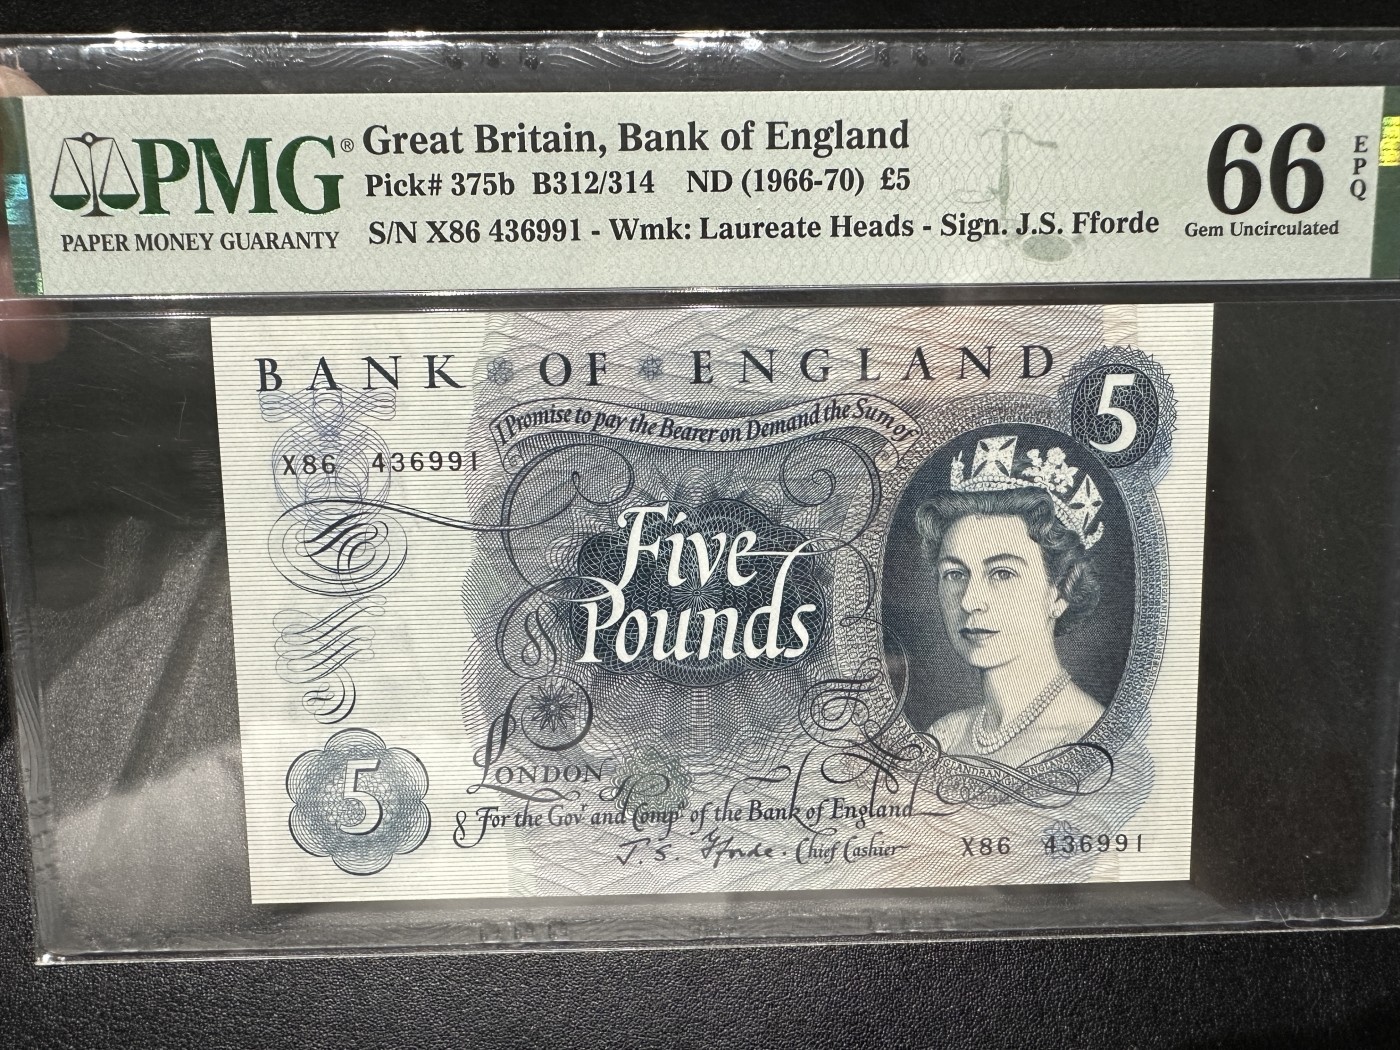 PMG®
PAPER MONEY GUARANTY
Great Britain, Bank of England
Pick# 375b B312/314 ND (1966-70) £5
S/N X86 436991 - Wmk: Laureate Heads - Sign. J.S. Fforde
66
EPQ
Gem Uncirculated
BANK OF ENGLAND
5
I Promise to pay the Bearer on Demand the Sum of
X86 436991
Five
Pounds
LONDON
5
For the Govr and Compa of the Bank of England
J. S. Fforde. Chief Cashier
X86 436991